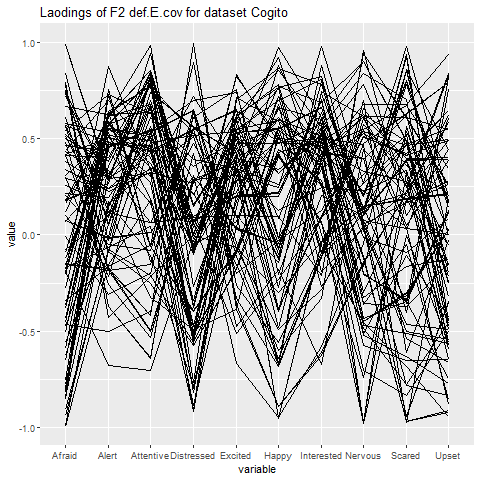 Laodings of F2 def.E.cov for dataset Cogito
1.0
0.5
0.0
-0.5
-1.0
value
Afraid Alert Attentive Distressed Excited Happy Interested Nervous Scared Upset
variable